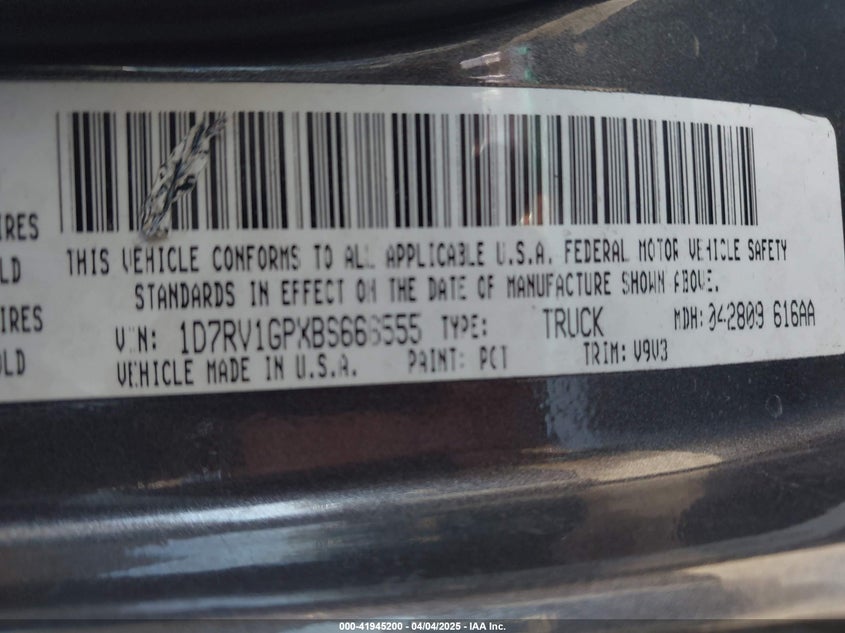 IRES
LD
IRES
OLD
THIS VEHICLE CONFORMS TO ALL APPLICABLE U.S.A. FEDERAL MOTOR VEHICLE SAFETY
STANDARDS IN EFFECT ON THE DATE OF MANUFACTURE SHOWN ABOVE.
VIN: 1D7RV1GPXBS666555 TYPE: TRUCK MDH: 042809 616AA
VEHICLE MADE IN U.S.A. PAINT: PCT TRIM: V9V3
000-41945200 - 04/04/2025 - IAA Inc.